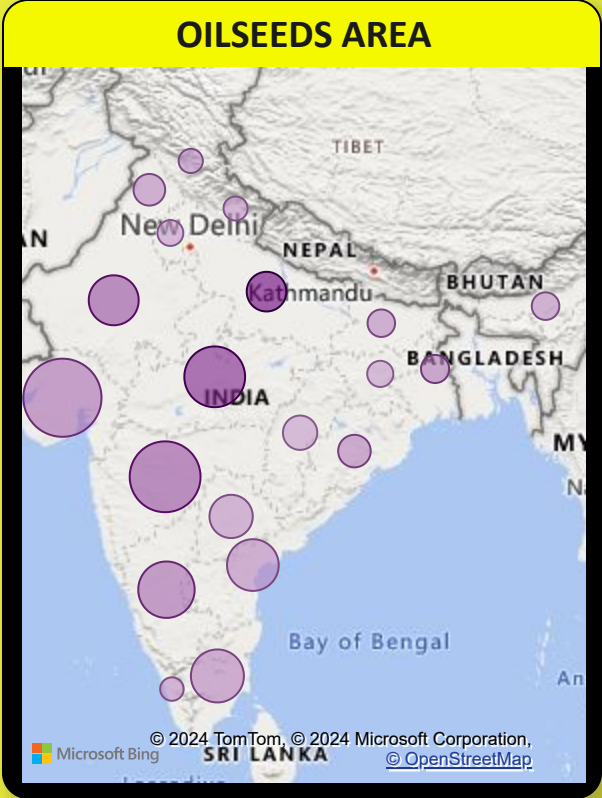 OILSEEDS AREA
TIBET
New Delhi
NEPAL
BHUTAN
Kathmandu
BANGLADESH
INDIA
Bay of Bengal
© 2024 TomTom, © 2024 Microsoft Corporation,
Microsoft Bing
SRI LANKA
© OpenStreetMap